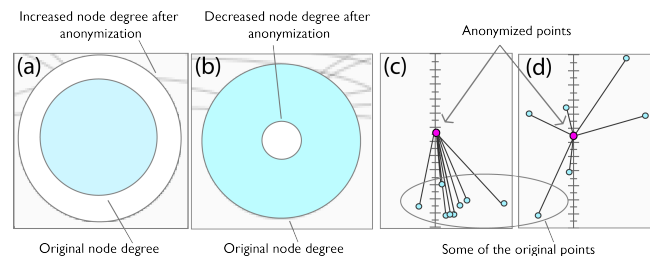 Increased node degree after
anonymization
Decreased node degree after
anonymization
Anonymized points
(a)
(b)
(c)
(d)
Original node degree
Original node degree
Some of the original points